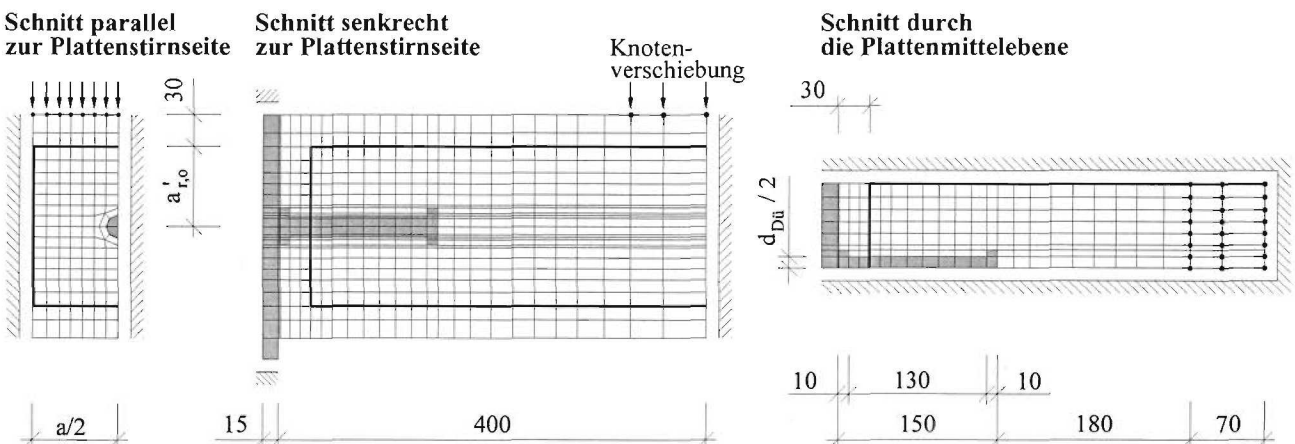 Schnitt parallel
zur Plattenstirnseite
Schnitt senkrecht
zur Plattenstirnseite
Schnitt durch
die Plattenmittelebene
Knoten-
verschiebung
30
a'r,o
30
dDü / 2
10 130 10
a/2 15 400 150 180 70